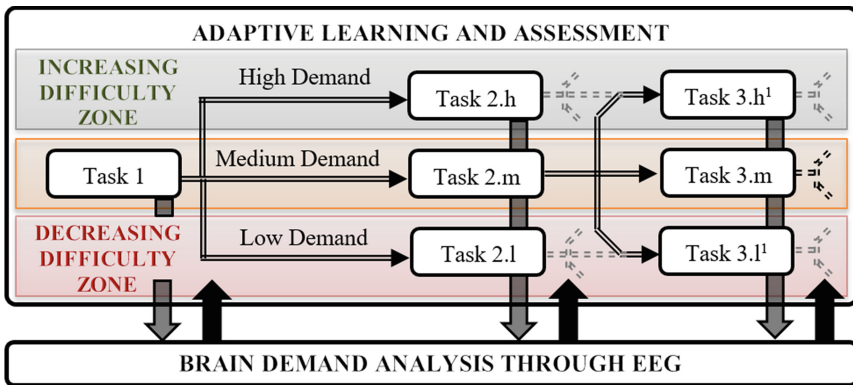 ADAPTIVE LEARNING AND ASSESSMENT
INCREASING
DIFFICULTY
ZONE
High Demand
Task 2.h
Task 3.h¹
Task 1
Medium Demand
Task 2.m
Task 3.m
DECREASING
DIFFICULTY
ZONE
Low Demand
Task 2.l
Task 3.l¹
BRAIN DEMAND ANALYSIS THROUGH EEG